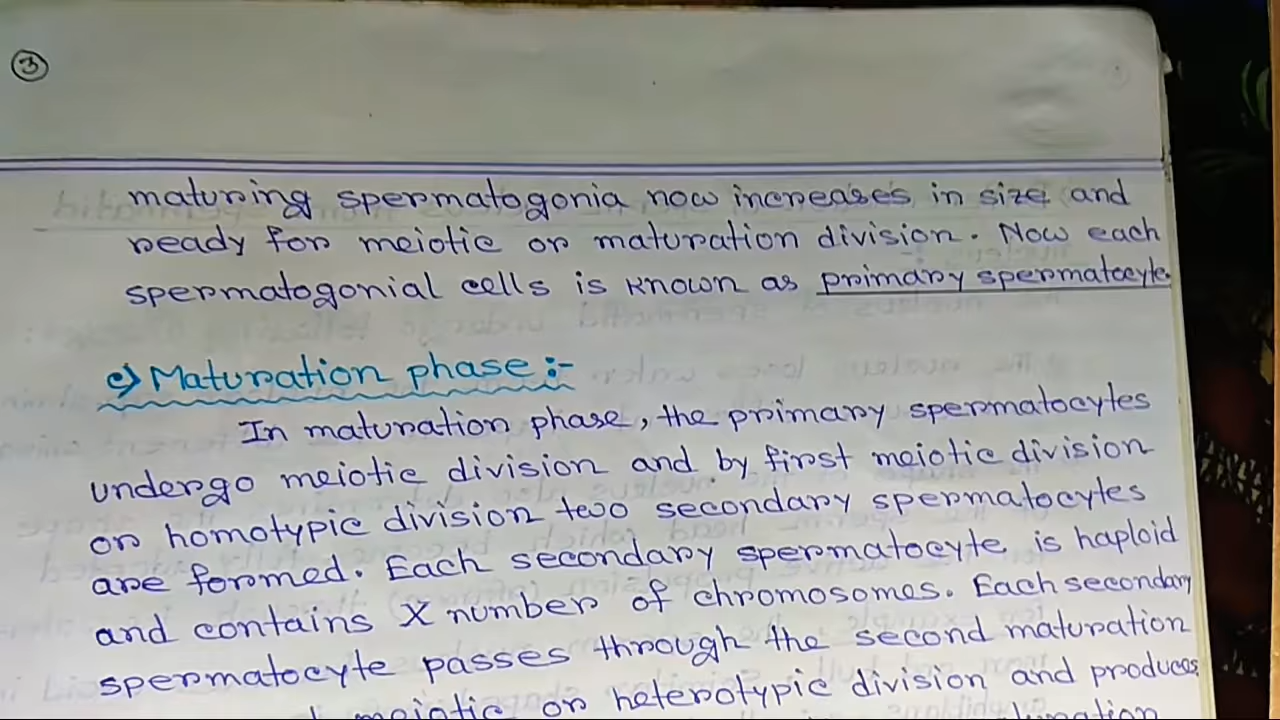 3
maturing spermatogonia now increases in size and
ready for meiotic or maturation division. Now each
spermatogonial cells is known as primary spermatocyte.
c) Maturation phase :-
In maturation phase, the primary spermatocytes
undergo meiotic division and by first meiotic division
or homotypic division two secondary spermatocytes
are formed. Each secondary spermatocyte is haploid
and contains X number of chromosomes. Each secondary
spermatocyte passes through the second maturation
meiotic or heterotypic division and produces